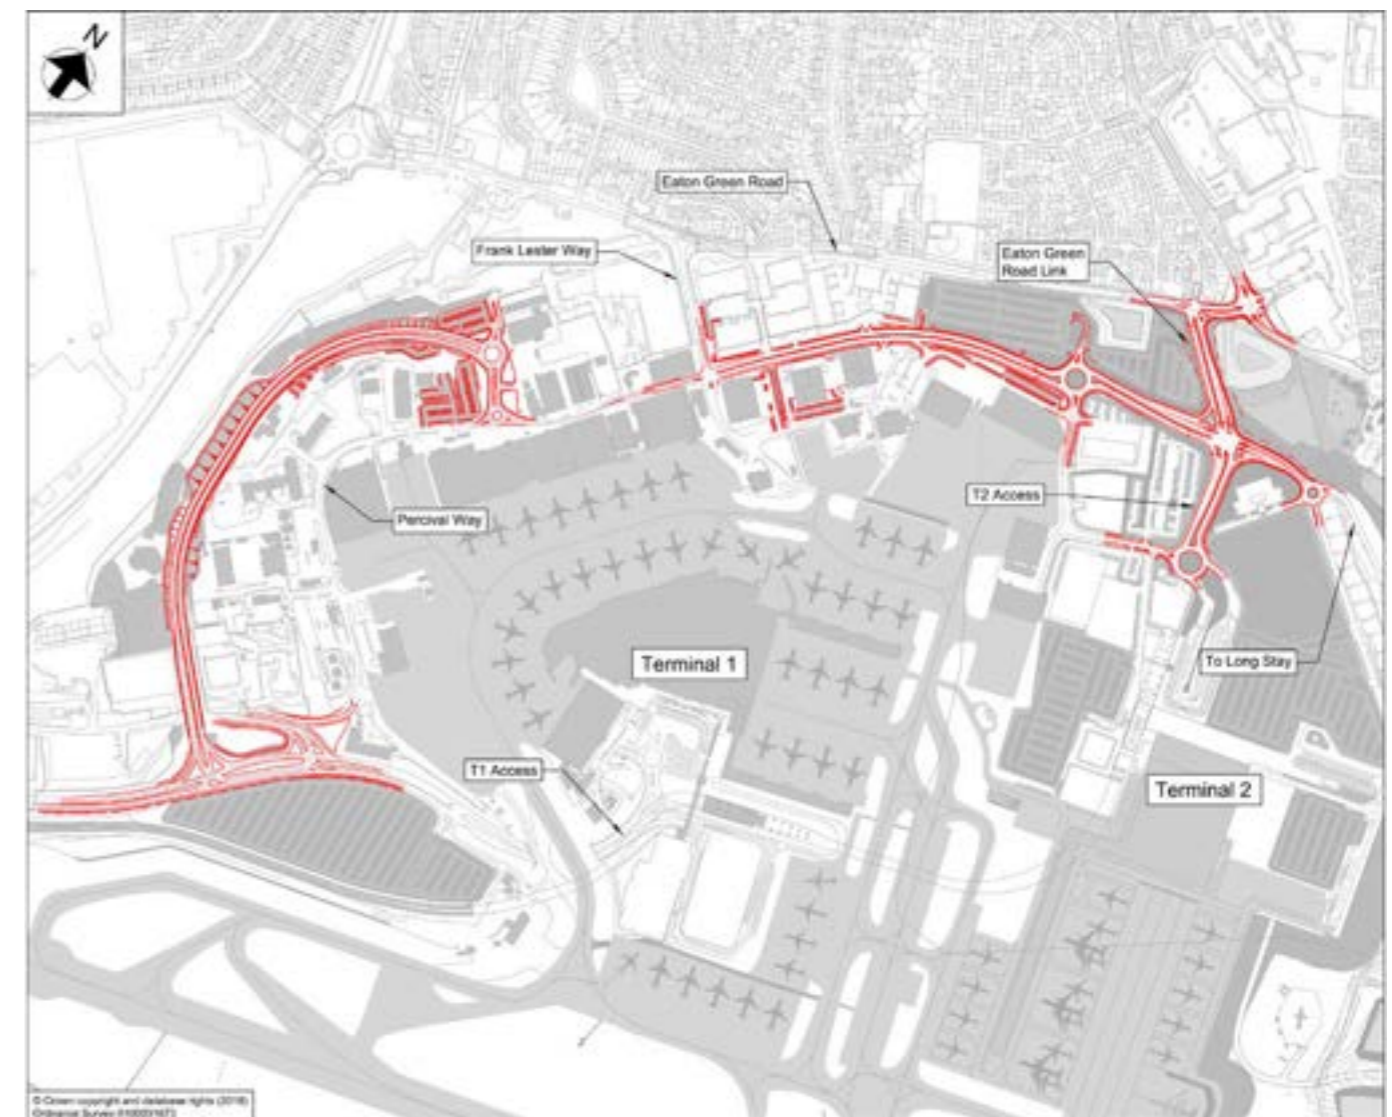 N
Eaton Green Road
Frank Lester Way
Eaton Green
Road Link
T2 Access
Percival Way
Terminal 1
To Long Stay
T1 Access
Terminal 2
© Crown copyright and database rights (2018)
Ordnance Survey